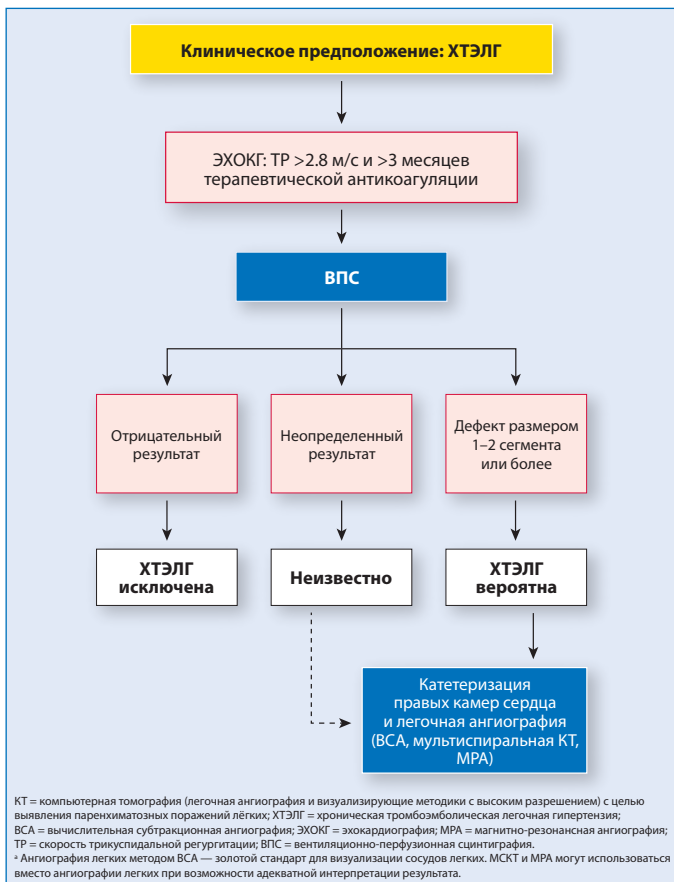 Клиническое предположение: ХТЭЛГ
ЭХОКГ: ТР >2.8 м/с и >3 месяцев
терапевтической антикоагуляции
ВПС
Отрицательный
результат
Неопределенный
результат
Дефект размером
1–2 сегмента
или более
ХТЭЛГ
исключена
Неизвестно
ХТЭЛГ
вероятна
Катетеризация
правых камер сердца
и легочная ангиография
(ВСА, мультиспиральная КТ,
МРА)
КТ = компьютерная томография (легочная ангиография и визуализирующие методики с высоким разрешением) с целью
выявления паренхиматозных поражений лёгких; ХТЭЛГ = хроническая тромбоэмболическая легочная гипертензия;
ВСА = вычислительная субтракционная ангиография; ЭХОКГ = эхокардиография; МРА = магнитно-резонансная ангиография;
ТР = скорость трикуспидальной регургитации; ВПС = вентиляционно-перфузионная сцинтиграфия.
ᵃ Ангиография легких методом ВСА — золотой стандарт для визуализации сосудов легких. МСКТ и МРА могут использоваться
вместо ангиографии легких при возможности адекватной интерпретации результата.